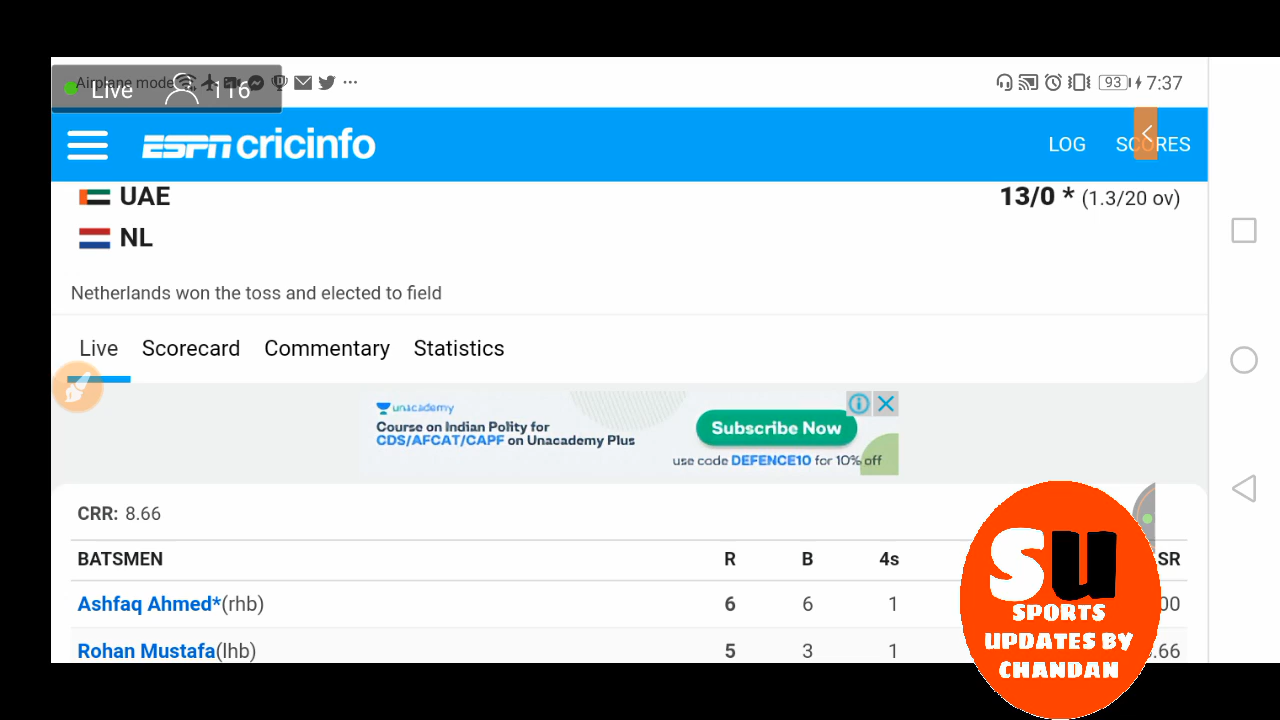 Airplane mode
Live 116
93 7:37
ESPN cricinfo
LOG SCORES
UAE 13/0 * (1.3/20 ov)
NL
Netherlands won the toss and elected to field
Live Scorecard Commentary Statistics
unacademy
Course on Indian Polity for
CDS/AFCAT/CAPF on Unacademy Plus
Subscribe Now
use code DEFENCE10 for 10% off
CRR: 8.66
BATSMEN R B 4s SR
Ashfaq Ahmed*(rhb) 6 6 1 00
Rohan Mustafa(lhb) 5 3 1 .66
SU
SPORTS
UPDATES BY
CHANDAN